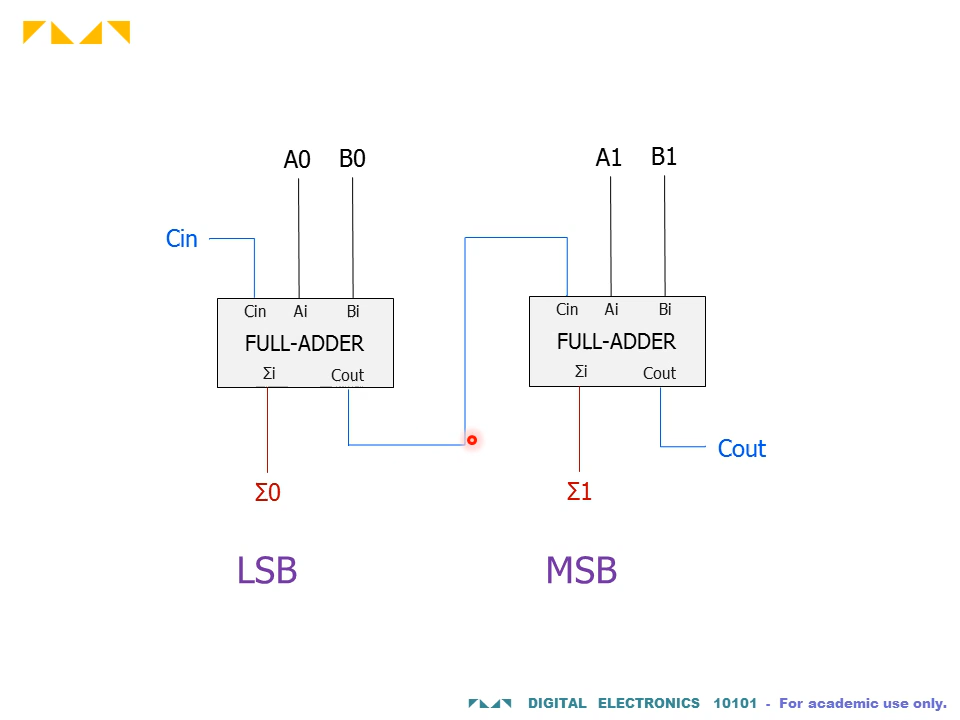 A0 B0 A1 B1
Cin
Cin Ai Bi Cin Ai Bi
FULL-ADDER FULL-ADDER
Σi Cout Σi Cout
Cout
Σ0 Σ1
LSB MSB
DIGITAL ELECTRONICS 10101 - For academic use only.